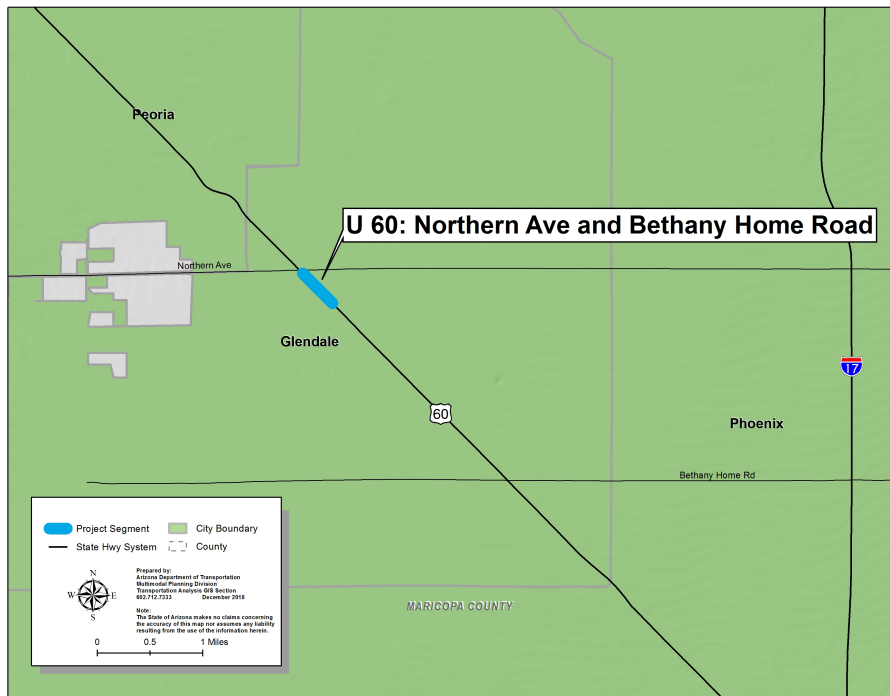 Peoria
U 60: Northern Ave and Bethany Home Road
Northern Ave
Glendale
17
60
Phoenix
Bethany Home Rd
Project Segment
City Boundary
State Hwy System
County
N
W
E
S
Prepared by:
Arizona Department of Transportation
Multimodal Planning Division
Transportation Analysis GIS Section
602.712.7333 December 2018
Note:
The State of Arizona makes no claims concerning
the accuracy of this map nor assumes any liability
resulting from the use of the information herein.
0 0.5 1 Miles
MARICOPA COUNTY